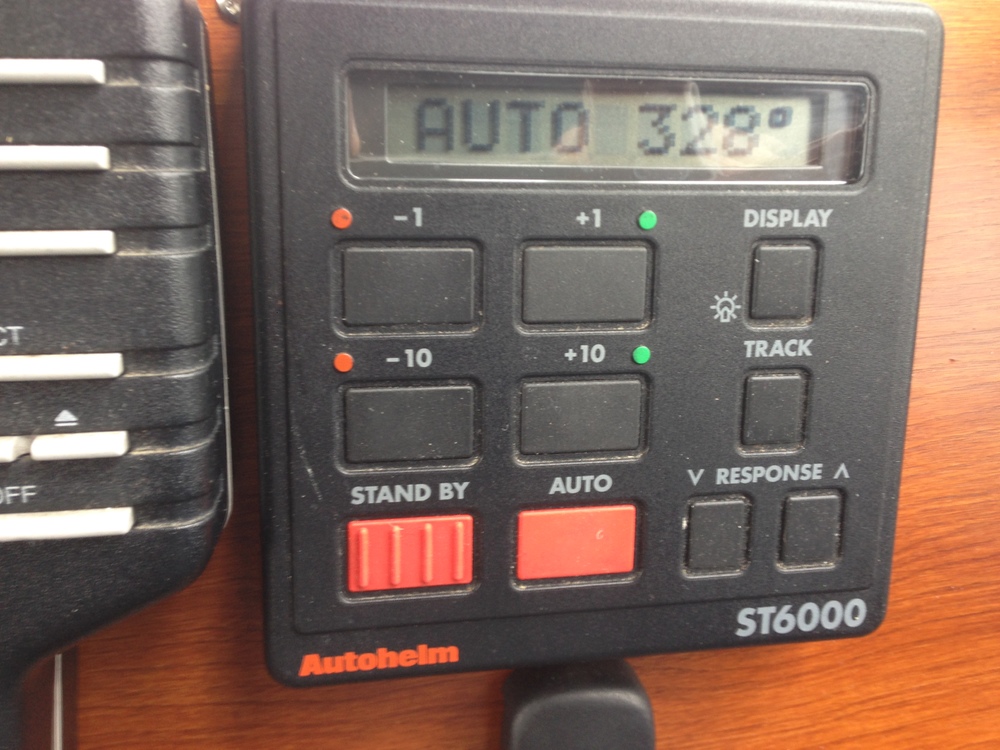 AUTO 328°
-1 +1 DISPLAY
-10 +10 TRACK
STAND BY AUTO V RESPONSE Λ
ST6000
Autohelm
CT
OFF